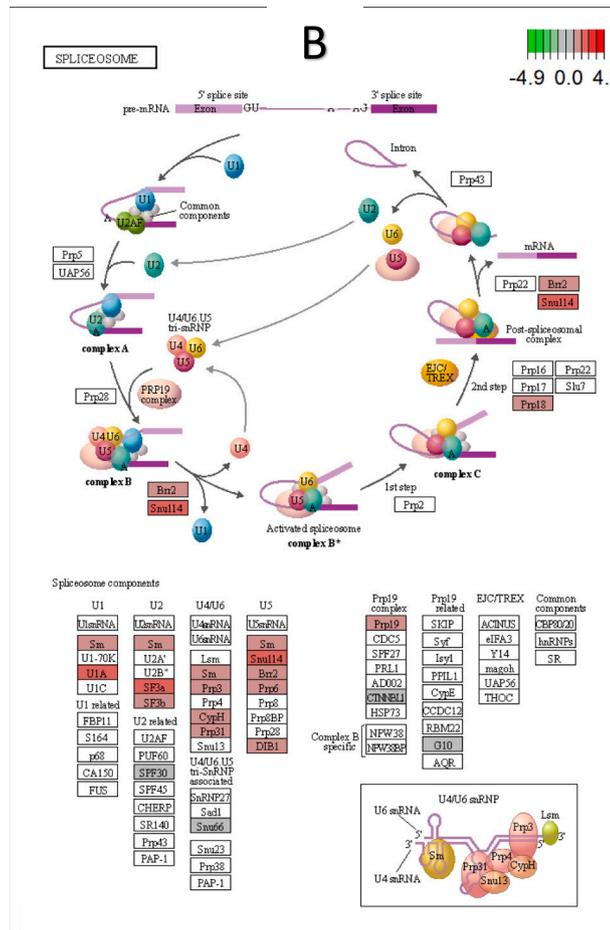 B
SPLICEOSOME
-4.9 0.0 4.
5' splice site 3' splice site
pre-mRNA Exon GU A AG Exon
Intron
U1
Prp43
U1
U2AF
A
Common
components
U2
U6
U5
mRNA
Prp5
UAP56
U2
Prp22 Brr2
Snu114
U2
A
complex A
U4/U6.U5
tri-snRNP
U4 U6
U5
A
Post-spliceosomal
complex
EJC/
TREX
2nd step
Prp16 Prp22
Prp17 Slu7
Prp18
Prp28
PRP19
complex
U4 U6
U5
A
complex B
U4
complex C
A
Brr2
Snu114
U1
U6
U5
A
1st step
Prp2
Activated spliceosome
complex B*
Spliceosome components
U1
U1snRNA
Sm
U1-70K
U1A
U1C
U1 related
FBP11
S164
p68
CA150
FUS
U2
U2snRNA
Sm
U2A'
U2B"
SF3a
SF3b
U2 related
U2AF
PUF60
SPF30
SPF45
CHERP
SR140
Prp43
PAP-1
U4/U6
U4snRNA
U6snRNA
Lsm
Sm
Prp3
Prp4
CypH
Prp31
Snu13
U4/U6.U5
tri-SnRNP
associated
SnRNP27
Sad1
Snu66
Snu23
Prp38
PAP-1
U5
U5snRNA
Sm
Snu114
Brr2
Prp6
Prp8
Prp8BP
Prp28
DIB1
Prp19
complex
Prp19
CDC5
SPF27
PRL1
AD002
CTNNBL1
HSP73
Complex B
specific
NPW38
NPW38BP
Prp19
related
SKIP
Syf
Isy1
PPIL1
CypE
CCDC12
RBM22
G10
AQR
EJC/TREX
ACINUS
eIF3A
Y14
magoh
UAP56
THOC
Common
components
CBP80/20
hnRNPs
SR
U4/U6 snRNP
U6 snRNA
5'
3'
U4 snRNA
Sm
Prp3
Lsm
3'
5'
Prp4
Prp31
CypH
Snu13